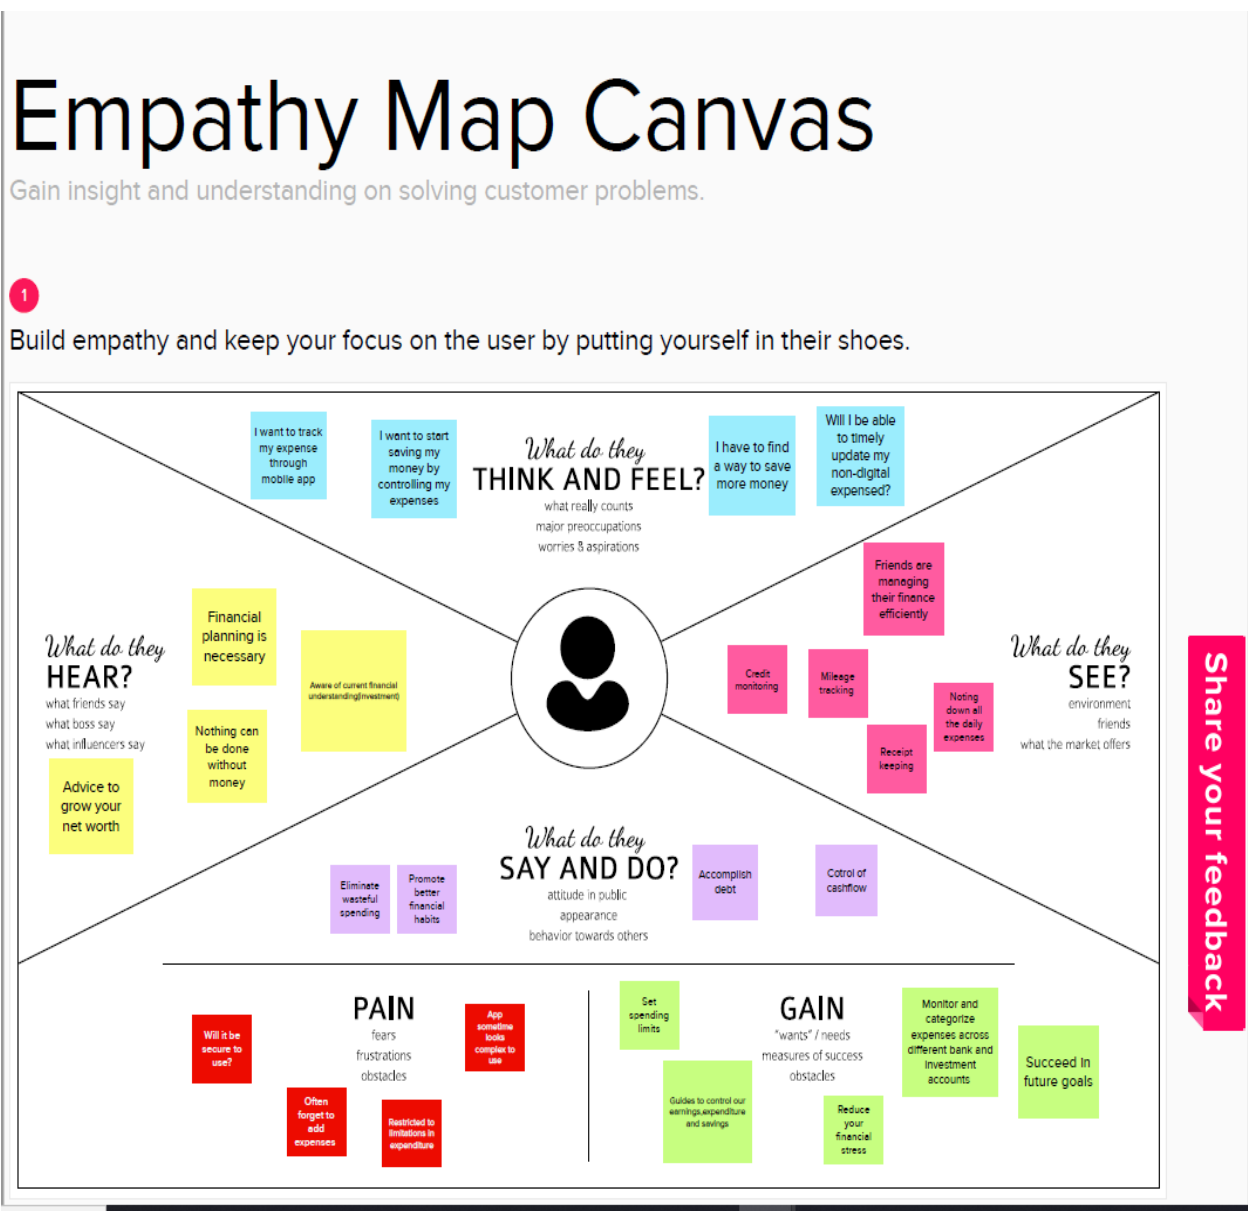 Empathy Map Canvas
Gain insight and understanding on solving customer problems.
1
Build empathy and keep your focus on the user by putting yourself in their shoes.
I want to track
my expense
through
mobile app
I want to start
saving my
money by
controlling my
expenses
What do they
THINK AND FEEL?
what really counts
major preoccupations
worries & aspirations
I have to find
a way to save
more money
Will I be able
to timely
update my
non-digital
expensed?
What do they
HEAR?
what friends say
what boss say
what influencers say
Financial
planning is
necessary
Aware of current financial
understanding(investment)
Nothing can
be done
without
money
Advice to
grow your
net worth
Friends are
managing
their finance
efficiently
Credit
monitoring
Mileage
tracking
Noting
down all
the daily
expenses
Receipt
keeping
What do they
SEE?
environment
friends
what the market offers
What do they
SAY AND DO?
attitude in public
appearance
behavior towards others
Eliminate
wasteful
spending
Promote
better
financial
habits
Accomplish
debt
Cotrol of
cashflow
PAIN
fears
frustrations
obstacles
Will it be
secure to
use?
Often
forget to
add
expenses
Restricted to
limitations in
expenditure
App
sometime
looks
complex to
use
GAIN
"wants" / needs
measures of success
obstacles
Set
spending
limits
Guides to control our
earnings,expenditure
and savings
Reduce
your
financial
stress
Monitor and
categorize
expenses across
different bank and
investment
accounts
Succeed in
future goals
Share your feedback